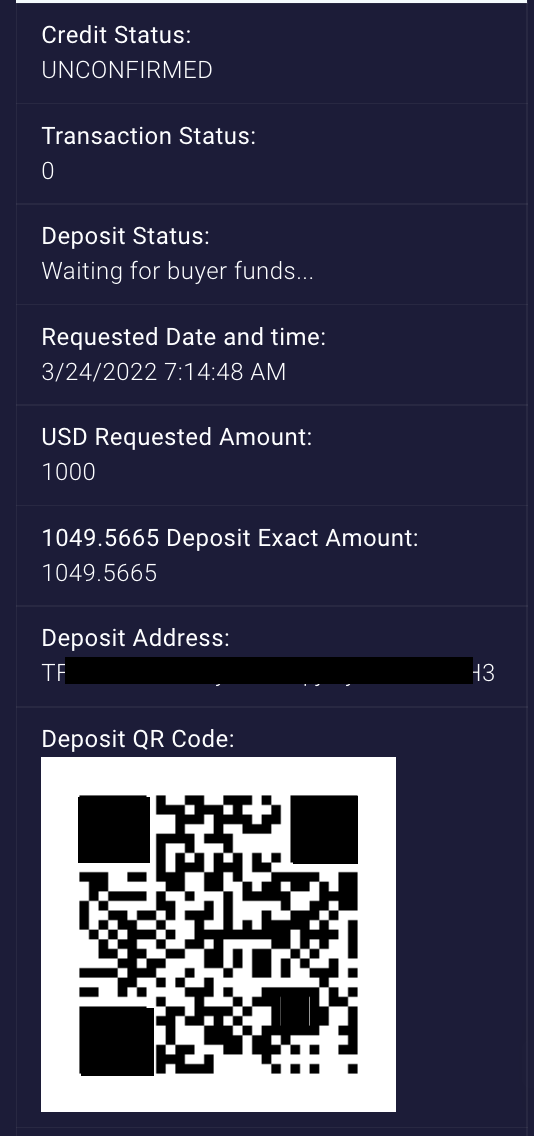 Credit Status:
UNCONFIRMED
Transaction Status:
0
Deposit Status:
Waiting for buyer funds...
Requested Date and time:
3/24/2022 7:14:48 AM
USD Requested Amount:
1000
1049.5665 Deposit Exact Amount:
1049.5665
Deposit Address:
H3
Deposit QR Code: